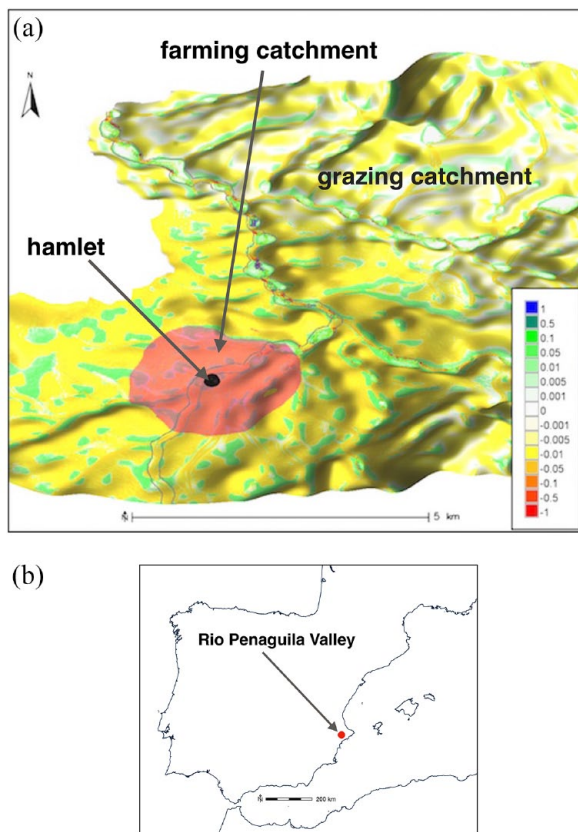 (a)
farming catchment
N
grazing catchment
hamlet
1
0.5
0.1
0.05
0.01
0.005
0.001
0
-0.001
-0.005
-0.01
-0.05
-0.1
-0.5
-1
N
5 km
(b)
Rio Penaguila Valley
N
200 km